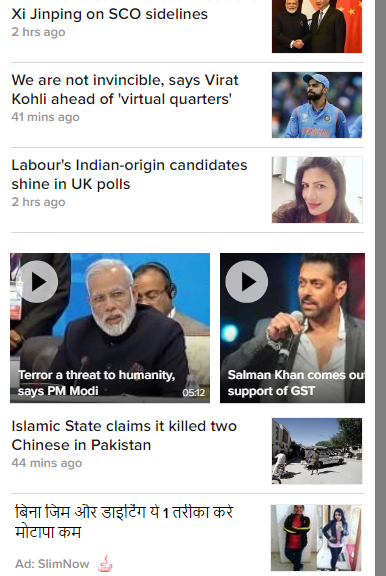 Xi Jinping on SCO sidelines
2 hrs ago
We are not invincible, says Virat
Kohli ahead of 'virtual quarters'
41 mins ago
Labour's Indian-origin candidates
shine in UK polls
2 hrs ago
Terror a threat to humanity,
says PM Modi
05:12
Salman Khan comes out
support of GST
Islamic State claims it killed two
Chinese in Pakistan
44 mins ago
बिना जिम और डाइटिंग ये 1 तरीका करे
मोटापा कम
Ad: SlimNow